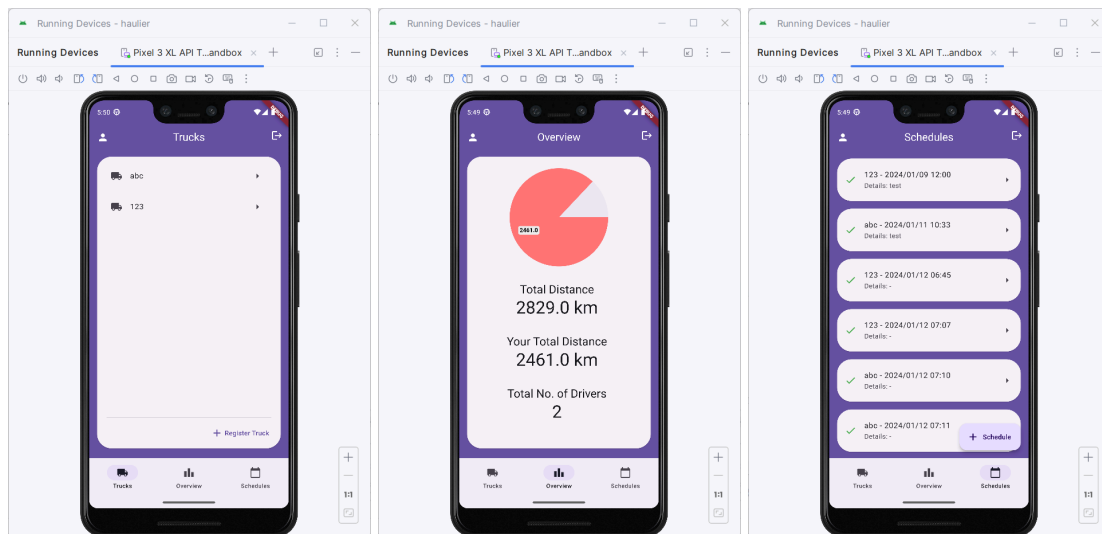 Running Devices - haulier
Running Devices
Pixel 3 XL API T...andbox
5:50
Trucks
abc
123
Register Truck
Trucks
Overview
Schedules
1:1
Running Devices - haulier
Running Devices
Pixel 3 XL API T...andbox
5:49
Overview
2461.0
Total Distance
2829.0 km
Your Total Distance
2461.0 km
Total No. of Drivers
2
Trucks
Overview
Schedules
1:1
Running Devices - haulier
Running Devices
Pixel 3 XL API T...andbox
5:49
Schedules
123 - 2024/01/09 12:00
Details: test
abc - 2024/01/11 10:33
Details: test
123 - 2024/01/12 06:45
Details: -
123 - 2024/01/12 07:07
Details: -
abc - 2024/01/12 07:10
Details: -
abc - 2024/01/12 07:11
Details: -
Schedule
Trucks
Overview
Schedules
1:1